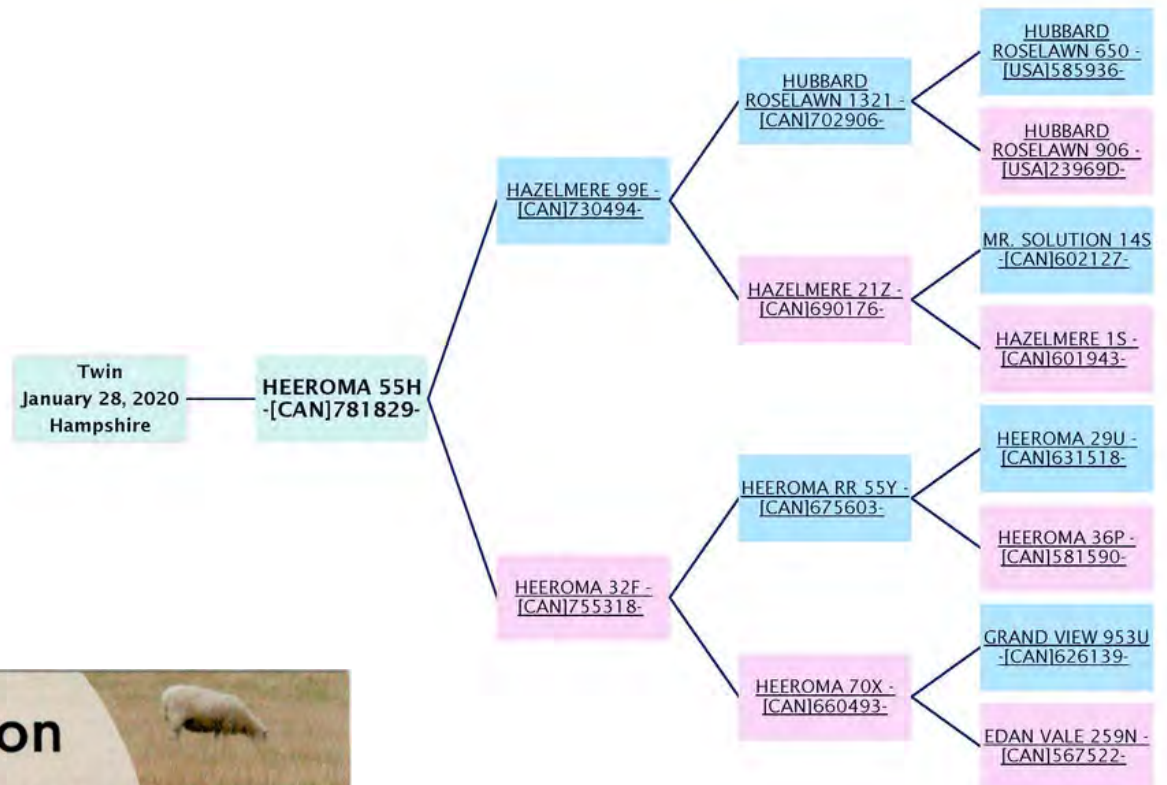 Twin
January 28, 2020
Hampshire
HEEROMA 55H
-[CAN]781829-
HAZELMERE 99E -
[CAN]730494-
HEEROMA 32F -
[CAN]755318-
HUBBARD
ROSELAWN 1321 -
[CAN]702906-
HAZELMERE 21Z -
[CAN]690176-
HEEROMA RR 55Y -
[CAN]675603-
HEEROMA 70X -
[CAN]660493-
HUBBARD
ROSELAWN 650 -
[USA]585936-
HUBBARD
ROSELAWN 906 -
[USA]23969D-
MR. SOLUTION 14S
-[CAN]602127-
HAZELMERE 1S -
[CAN]601943-
HEEROMA 29U -
[CAN]631518-
HEEROMA 36P -
[CAN]581590-
GRAND VIEW 953U
-[CAN]626139-
EDAN VALE 259N -
[CAN]567522-
on